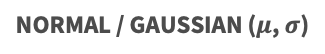 NORMAL / GAUSSIAN (μ, σ)